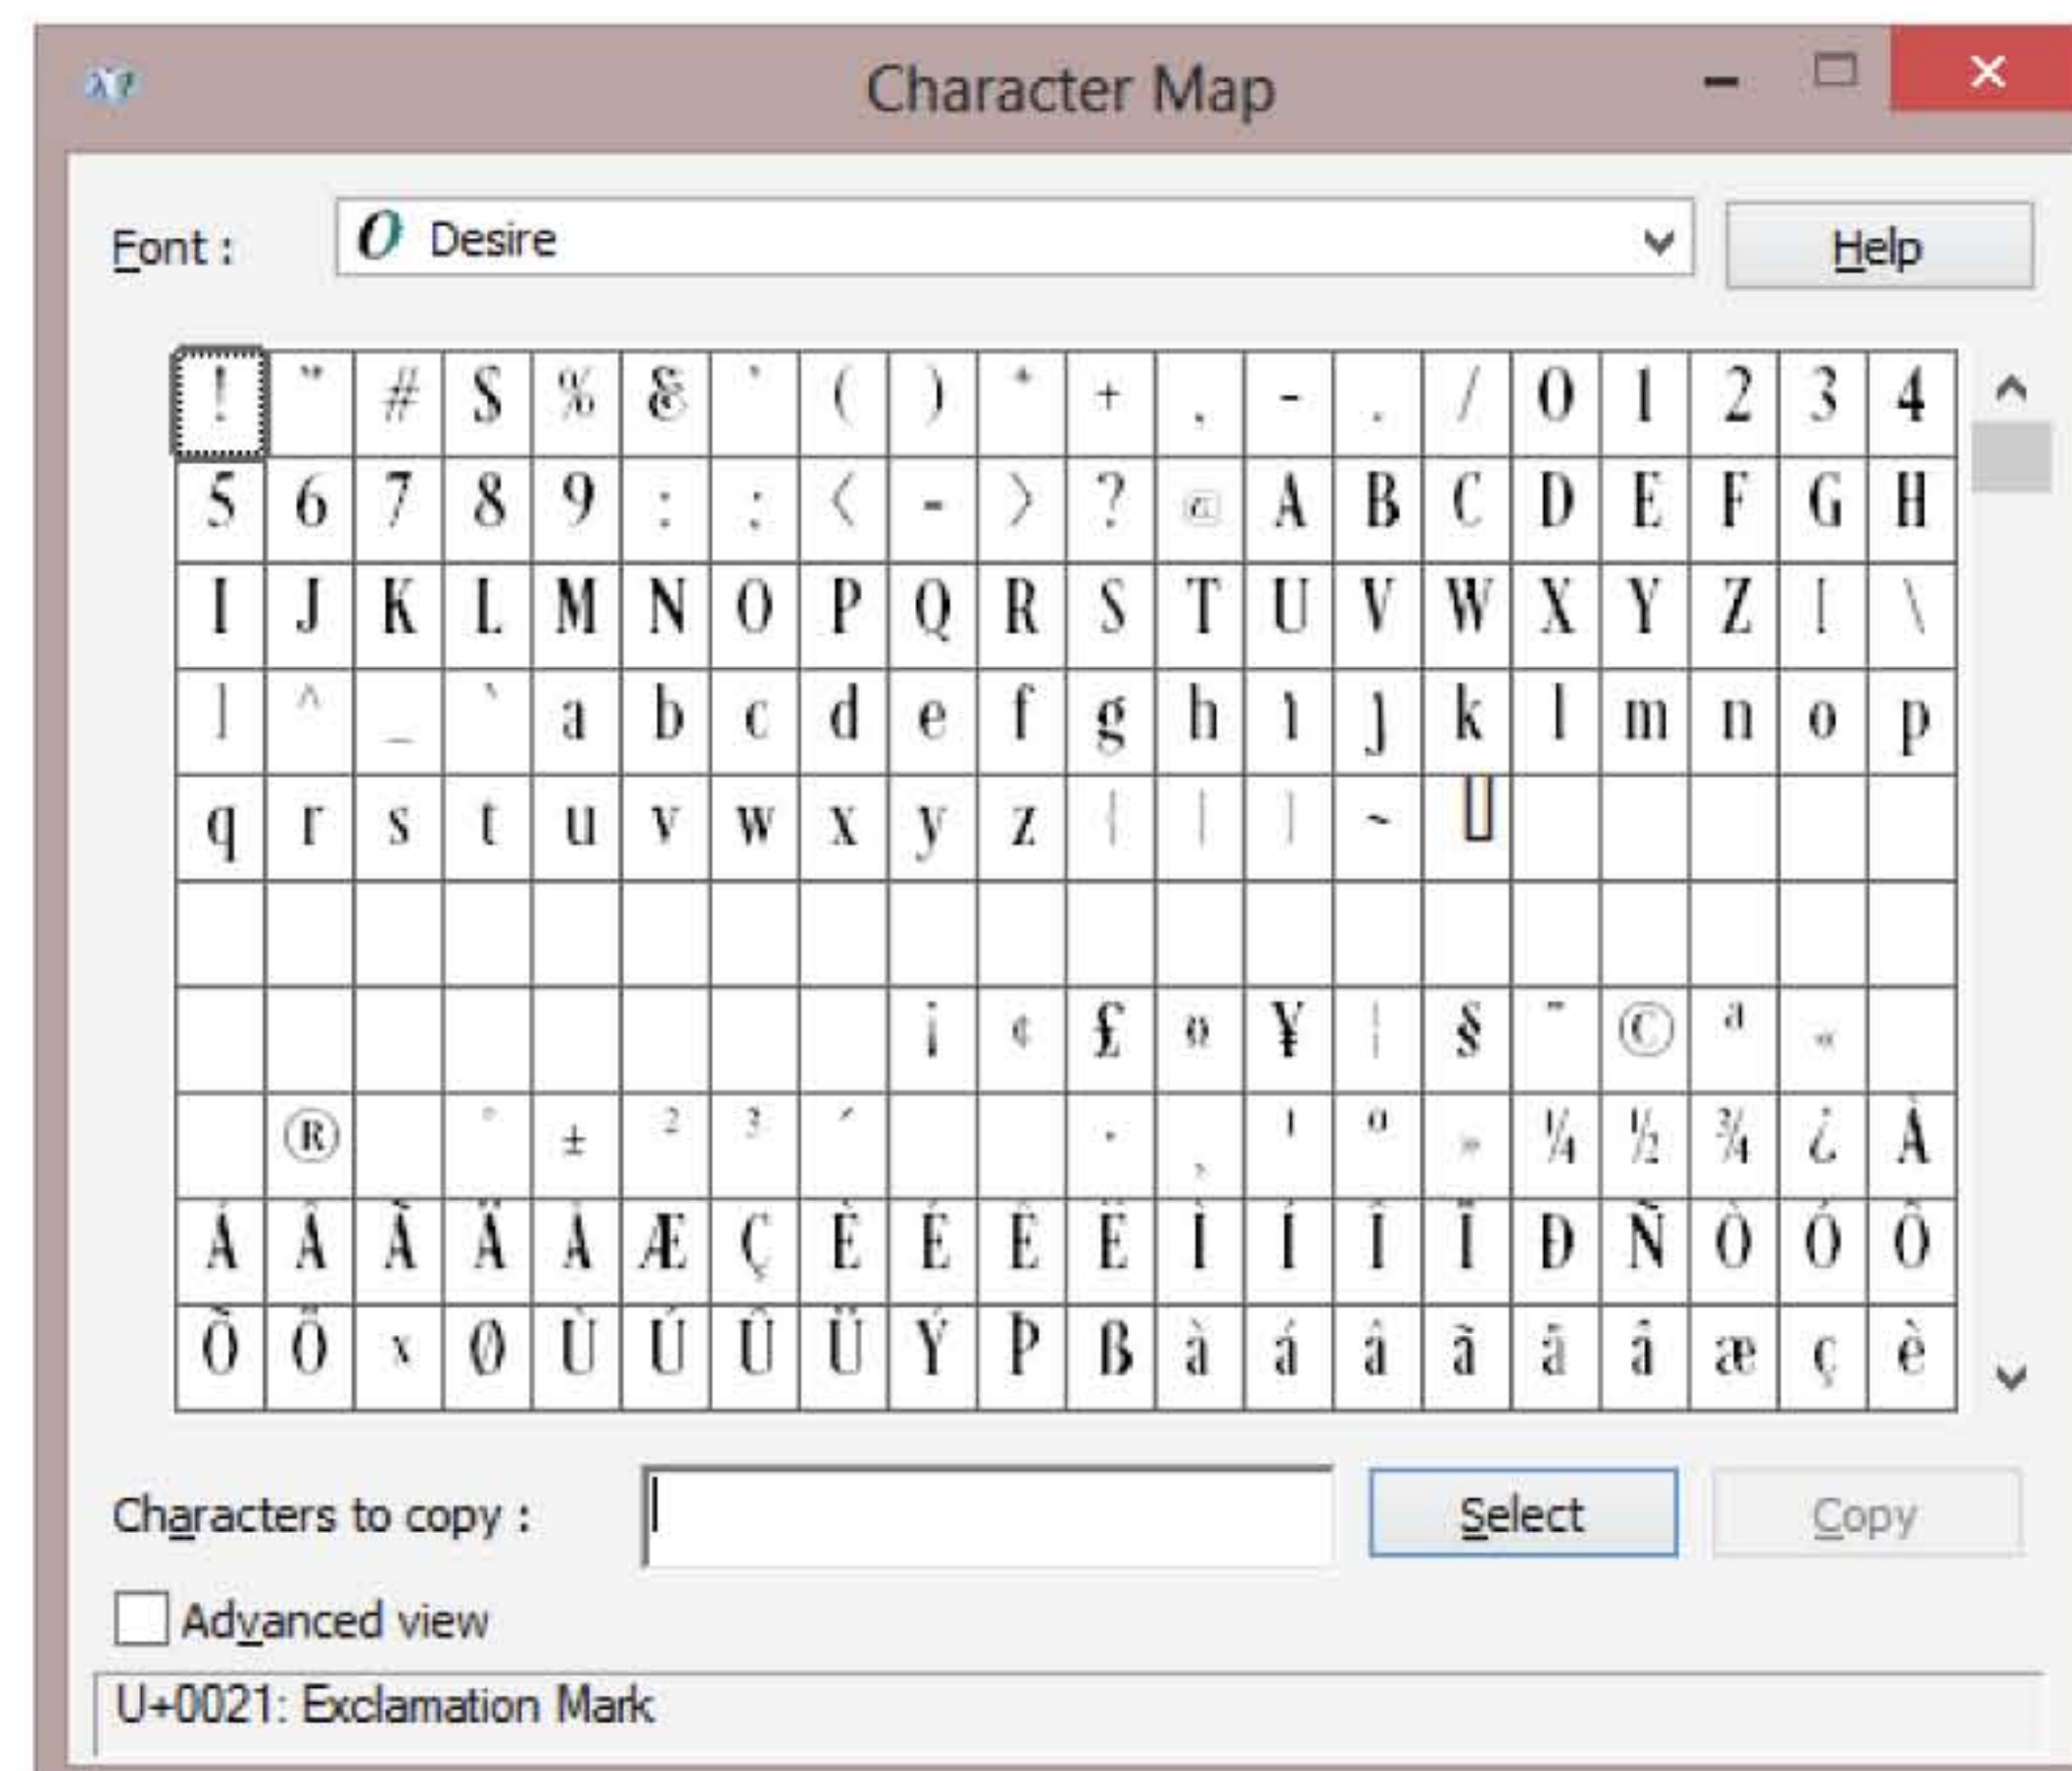 Character Map
Font : O Desire Help
! " # $ % & ' ( ) * + , - . / 0 1 2 3 4
5 6 7 8 9 : ; < = > ? @ A B C D E F G H
I J K L M N O P Q R S T U V W X Y Z [ \
] ^ _ ` a b c d e f g h i j k l m n o p
q r s t u v w x y z { | } ~
¡ ¢ £ ¤ ¥ ¦ § ¨ © ª «
® ° ± ² ³ ´ · ¸ ¹ º » ¼ ½ ¾ ¿ À
Á Â Ã Ä Å Æ Ç È É Ê Ë Ì Í Î Ï Ð Ñ Ò Ó Ô
Õ Ö × Ø Ù Ú Û Ü Ý Þ ß à á â ã ä å æ ç è
Characters to copy : Select Copy
Advanced view
U+0021: Exclamation Mark